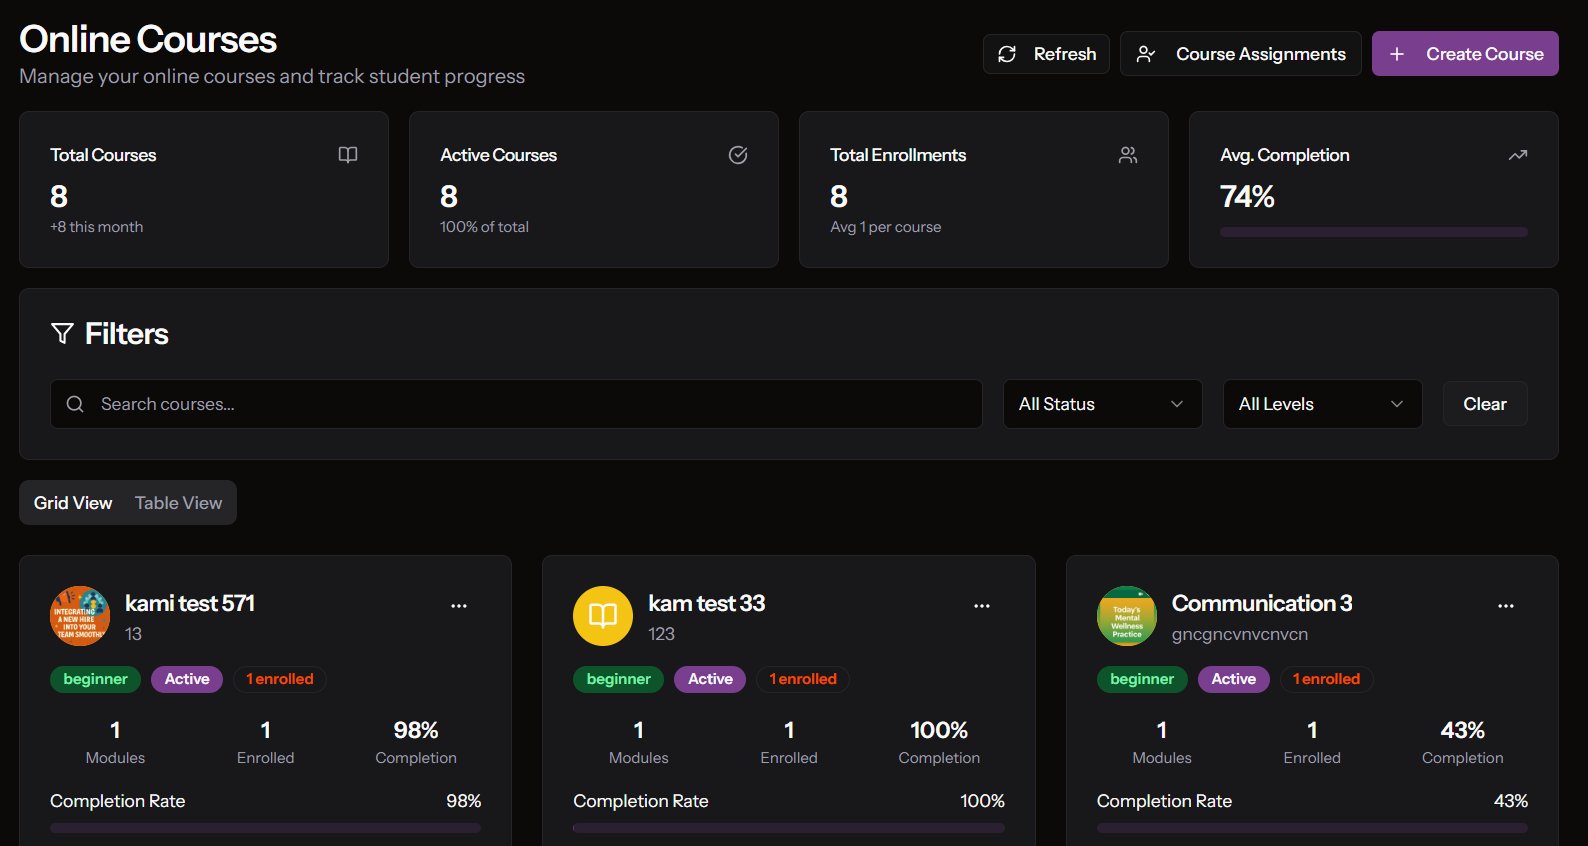 Online Courses
Manage your online courses and track student progress
Refresh
Course Assignments
Create Course
Total Courses
8
+8 this month
Active Courses
8
100% of total
Total Enrollments
8
Avg 1 per course
Avg. Completion
74%
Filters
Search courses...
All Status
All Levels
Clear
Grid View
Table View
INTEGRATING
A NEW HIRE
INTO YOUR
TEAM SMOOTHLY
kami test 571
13
beginner
Active
1 enrolled
1
Modules
1
Enrolled
98%
Completion
Completion Rate
98%
kam test 33
123
beginner
Active
1 enrolled
1
Modules
1
Enrolled
100%
Completion
Completion Rate
100%
Today's
Mental
Wellness
Practice
Communication 3
gncgncvnvcnvcn
beginner
Active
1 enrolled
1
Modules
1
Enrolled
43%
Completion
Completion Rate
43%